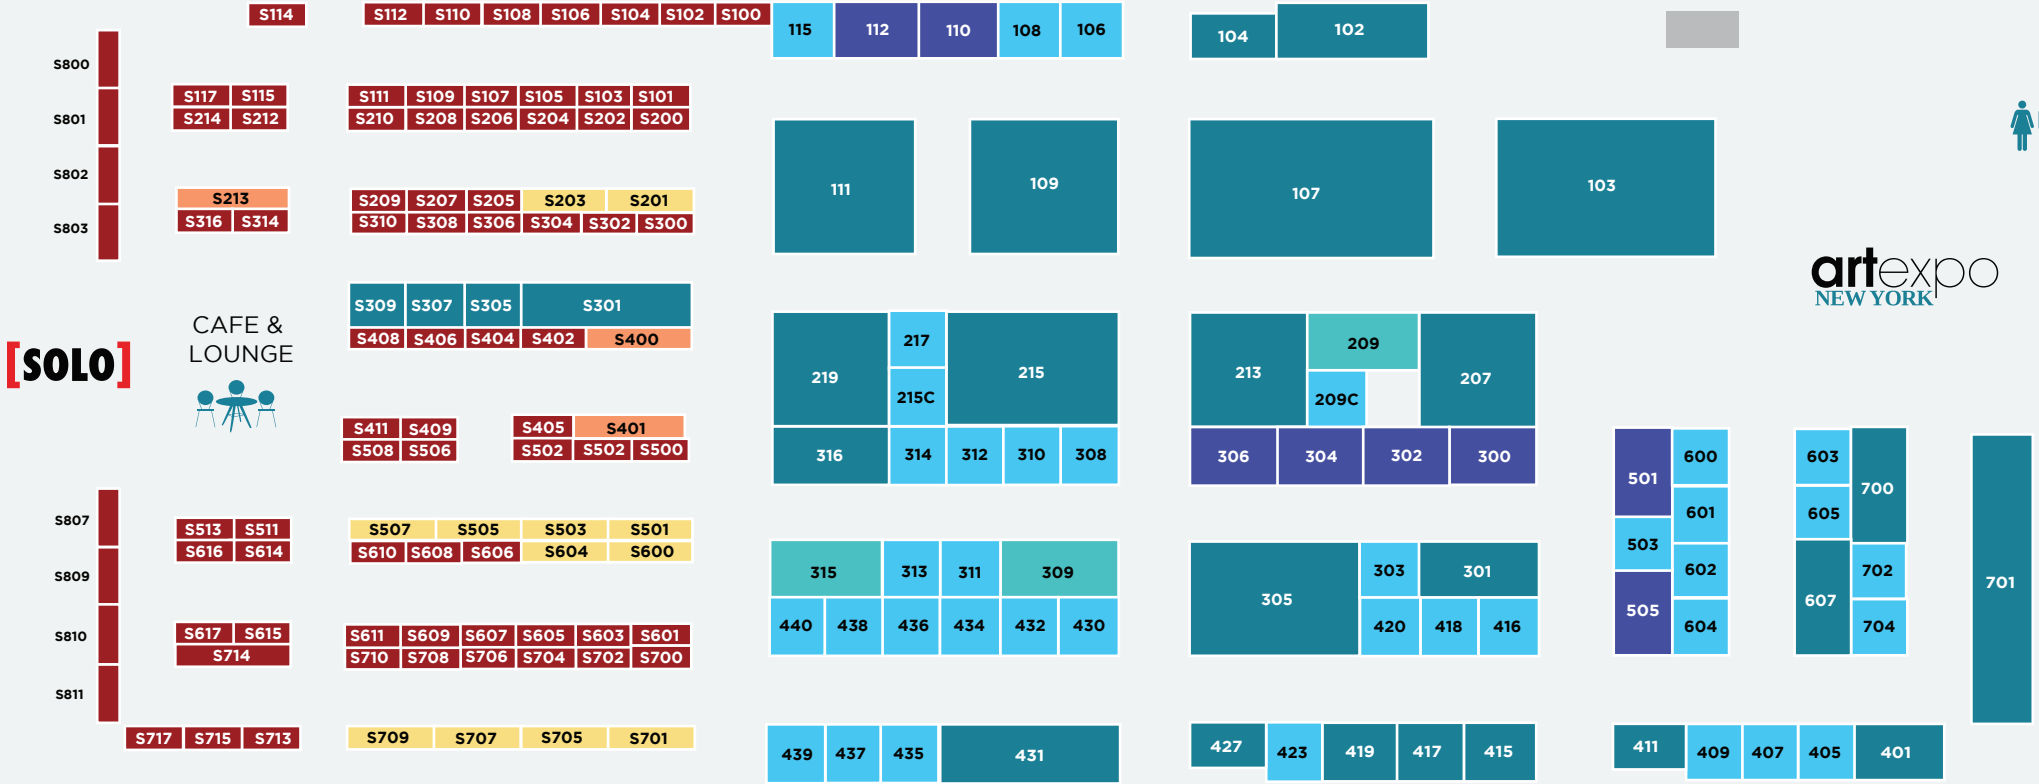 S114 S112 S110 S108 S106 S104 S102 S100 115 112 110 108 106 104 102
S800
S117 S115 S111 S109 S107 S105 S103 S101
S801 S214 S212 S210 S208 S206 S204 S202 S200
S802
S213 S209 S207 S205 S203 S201 111 109 107 103
S803 S316 S314 S310 S308 S306 S304 S302 S300
artexpo
NEW YORK
S309 S307 S305 S301
CAFE &
LOUNGE
S408 S406 S404 S402 S400 217 209
[SOLO]
219 215 213 207
215C 209C
S411 S409 S405 S401
S508 S506 S502 S502 S500 316 314 312 310 308 306 304 302 300
501 600 603 700
601 605
S807 S513 S511 S507 S505 S503 S501
S616 S614 S610 S608 S606 S604 S600 503
S809 315 313 311 309 303 301 602 702 701
305 505 607
S810 S617 S615 S611 S609 S607 S605 S603 S601 440 438 436 434 432 430 420 418 416 604 704
S714 S710 S708 S706 S704 S702 S700
S811
S717 S715 S713 S709 S707 S705 S701
439 437 435 431 427 423 419 417 415 411 409 407 405 401